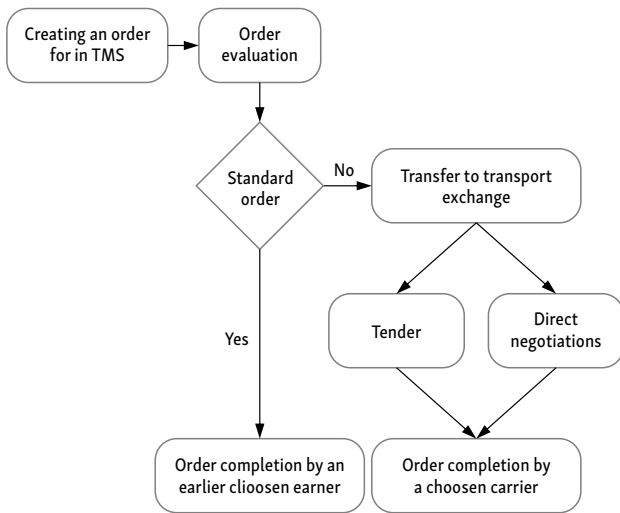 Creating an order
for in TMS
Order
evaluation
Standard
order
No
Transfer to transport
exchange
Yes
Tender
Direct
negotiations
Order completion by an
earlier clioosen earner
Order completion by
a choosen carrier